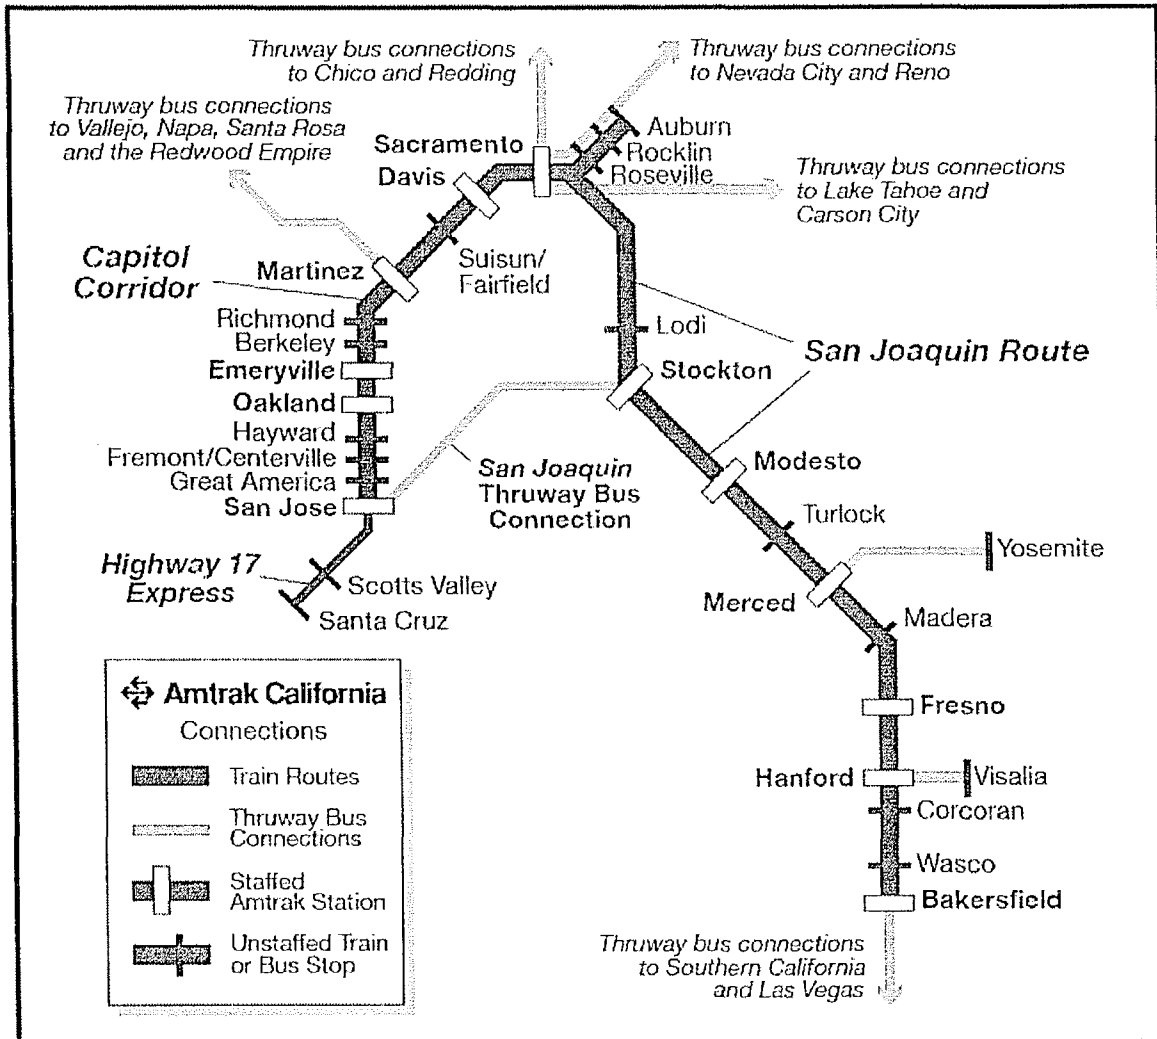 Thruway bus connections
to Chico and Redding
Thruway bus connections
to Nevada City and Reno
Thruway bus connections
to Vallejo, Napa, Santa Rosa
and the Redwood Empire
Auburn
Rocklin
Roseville
Sacramento
Davis
Thruway bus connections
to Lake Tahoe and
Carson City
Suisun/
Fairfield
Capitol
Corridor
Martinez
Richmond
Berkeley
Emeryville
Oakland
Hayward
Fremont/Centerville
Great America
San Jose
Lodi
Stockton
San Joaquin Route
San Joaquin
Thruway Bus
Connection
Modesto
Turlock
Yosemite
Merced
Madera
Highway 17
Express
Scotts Valley
Santa Cruz
Fresno
Hanford
Visalia
Corcoran
Wasco
Bakersfield
Thruway bus connections
to Southern California
and Las Vegas
Amtrak California
Connections
Train Routes
Thruway Bus
Connections
Staffed
Amtrak Station
Unstaffed Train
or Bus Stop